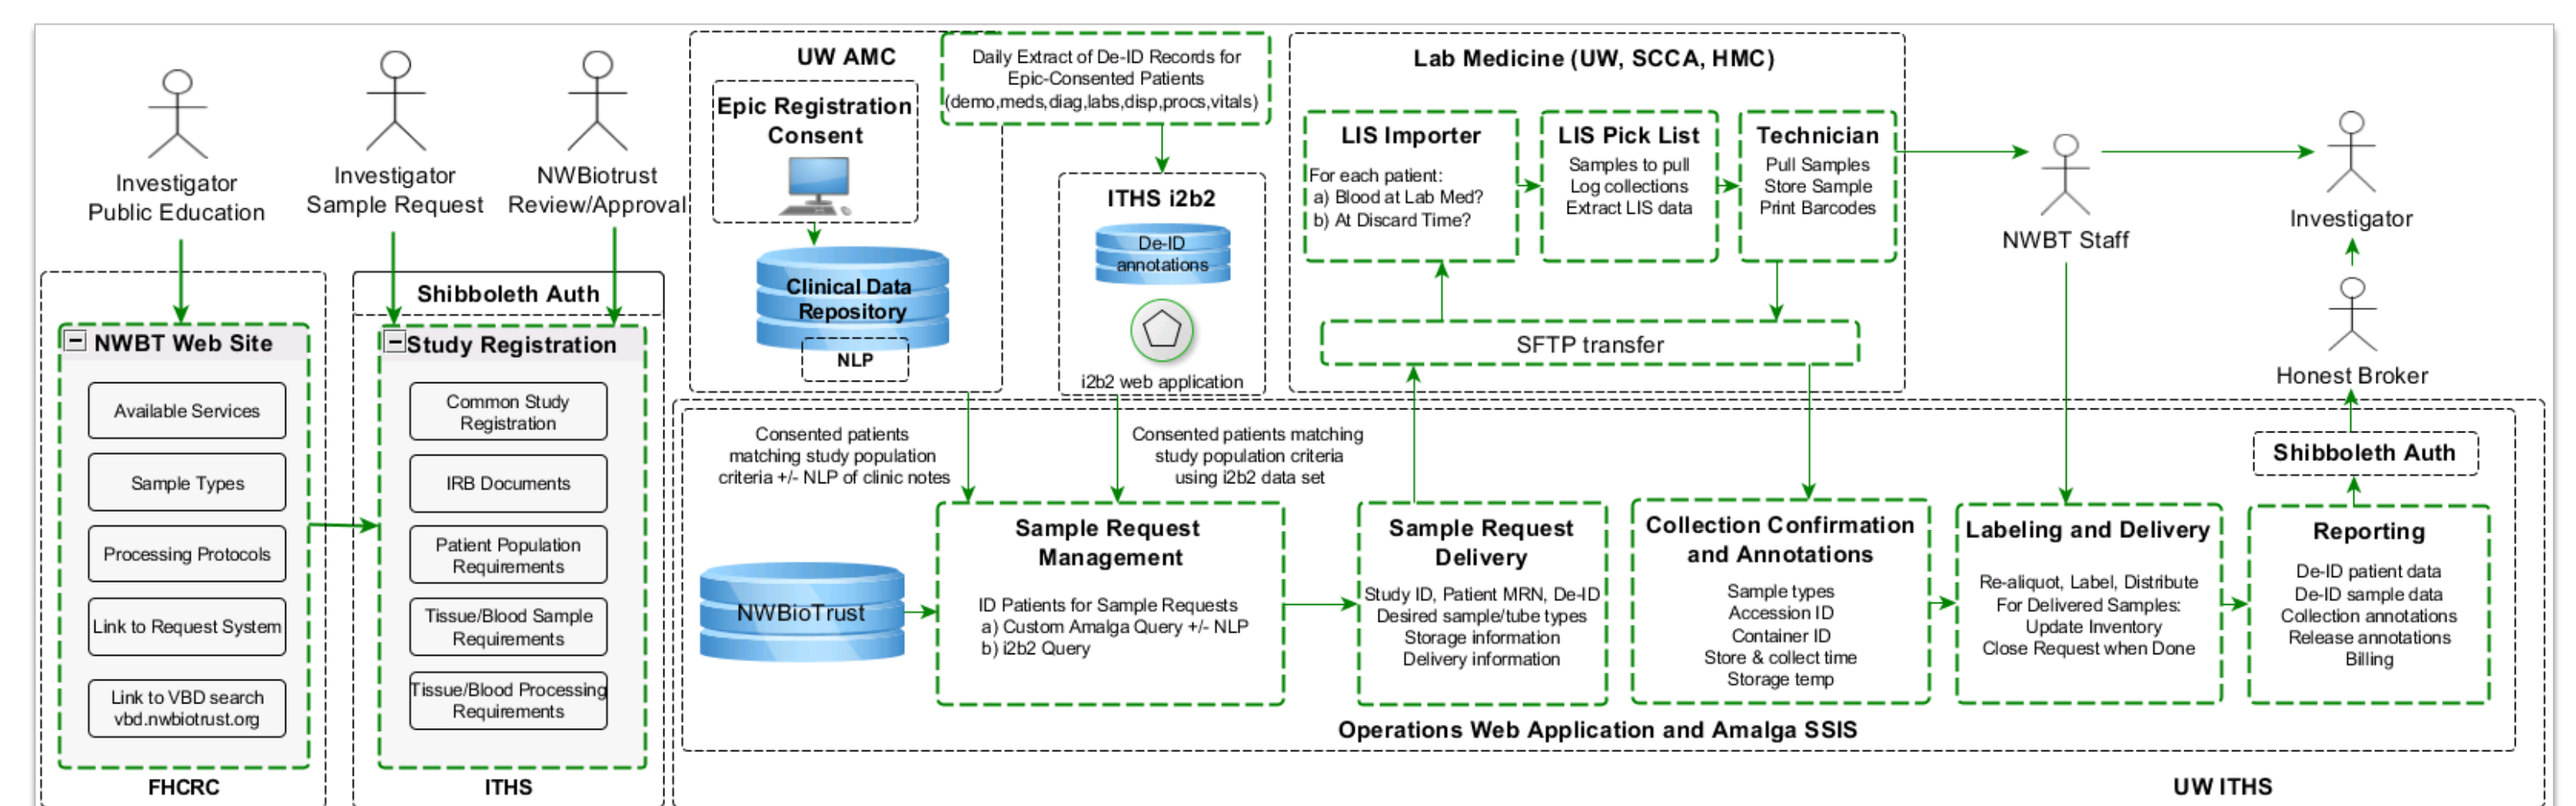 Investigator
Public Education
Investigator
Sample Request
NWBiotrust
Review/Approval
NWBT Web Site
Available Services
Sample Types
Processing Protocols
Link to Request System
Link to VBD search
vbd.nwbiotrust.org
FHCRC
Shibboleth Auth
Study Registration
Common Study
Registration
IRB Documents
Patient Population
Requirements
Tissue/Blood Sample
Requirements
Tissue/Blood Processing
Requirements
ITHS
UW AMC
Epic Registration
Consent
Clinical Data
Repository
NLP
Daily Extract of De-ID Records for
Epic-Consented Patients
(demo,meds,diag,labs,disp,procs,vitals)
ITHS i2b2
De-ID
annotations
i2b2 web application
Lab Medicine (UW, SCCA, HMC)
LIS Importer
For each patient:
a) Blood at Lab Med?
b) At Discard Time?
LIS Pick List
Samples to pull
Log collections
Extract LIS data
Technician
Pull Samples
Store Sample
Print Barcodes
SFTP transfer
NWBT Staff
Investigator
Honest Broker
Shibboleth Auth
Consented patients
matching study population
criteria +/- NLP of clinic notes
Consented patients matching
study population criteria
using i2b2 data set
NWBioTrust
Sample Request
Management
ID Patients for Sample Requests
a) Custom Amalga Query +/- NLP
b) i2b2 Query
Sample Request
Delivery
Study ID, Patient MRN, De-ID
Desired sample/tube types
Storage information
Delivery information
Collection Confirmation
and Annotations
Sample types
Accession ID
Container ID
Store & collect time
Storage temp
Labeling and Delivery
Re-aliquot, Label, Distribute
For Delivered Samples:
Update Inventory
Close Request when Done
Reporting
De-ID patient data
De-ID sample data
Collection annotations
Release annotations
Billing
Operations Web Application and Amalga SSIS
UW ITHS